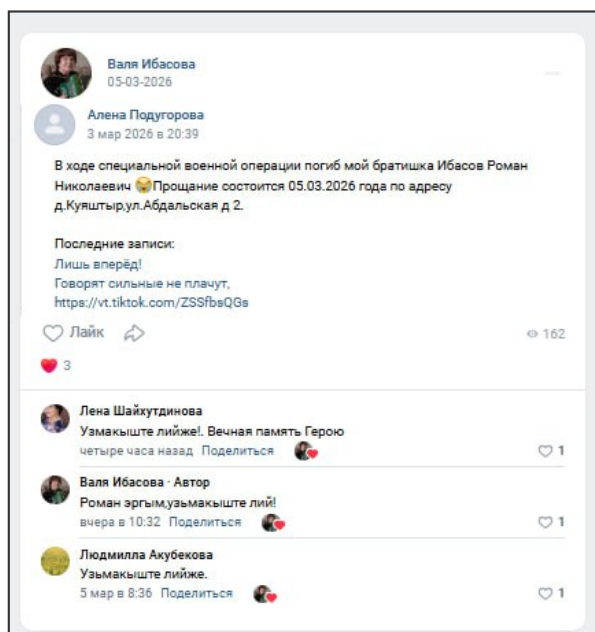 Валя Ибасова
05-03-2026
Алена Подугорова
3 мар 2026 в 20:39
В ходе специальной военной операции погиб мой братишка Ибасов Роман
Николаевич 😭Прощание состоится 05.03.2026 года по адресу
д.Куяштыр,ул.Абдальская д 2.
Последние записи:
Лишь вперёд!
Говорят сильные не плачут,
https://vt.tiktok.com/ZSSfbsQGs
Лайк
162
3
Лена Шайхутдинова
Узмакыште лийже!. Вечная память Герою
четыре часа назад Поделиться
1
Валя Ибасова · Автор
Роман эргым,узьмакыште лий!
вчера в 10:32 Поделиться
1
Людмилла Акубекова
Узьмакыште лийже.
5 мар в 8:36 Поделиться
1